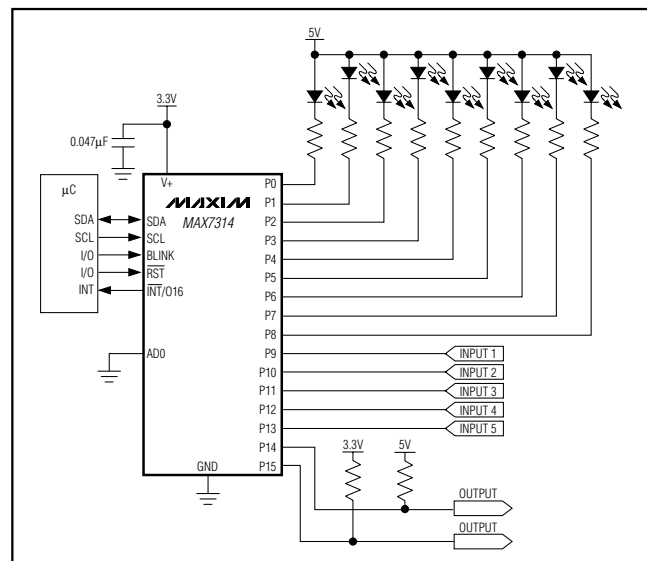 5V
3.3V
0.047µF
V+
µC
MAXIM
MAX7314
SDA
SCL
I/O
I/O
INT
SDA
SCL
BLINK
RST
INT/O16
AD0
GND
P0
P1
P2
P3
P4
P5
P6
P7
P8
P9
P10
P11
P12
P13
P14
P15
INPUT 1
INPUT 2
INPUT 3
INPUT 4
INPUT 5
3.3V
5V
OUTPUT
OUTPUT